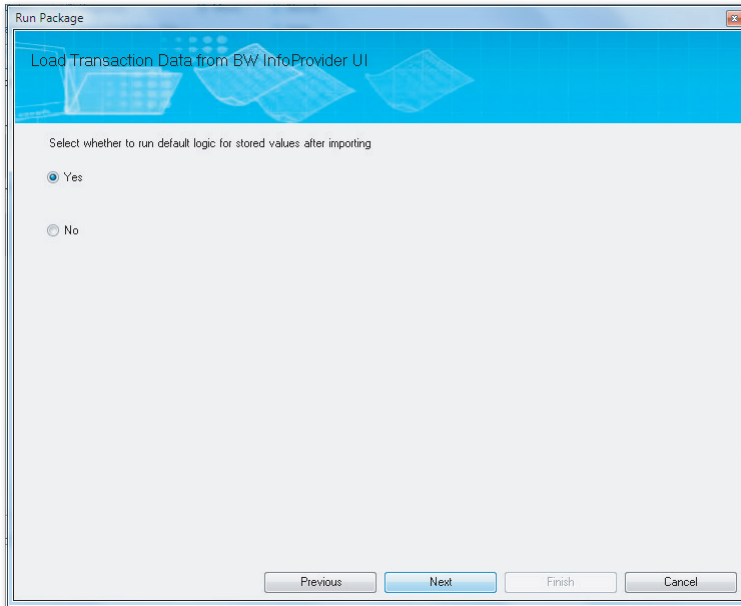 Run Package
Load Transaction Data from BW InfoProvider UI
Select whether to run default logic for stored values after importing
Yes
No
Previous
Next
Finish
Cancel